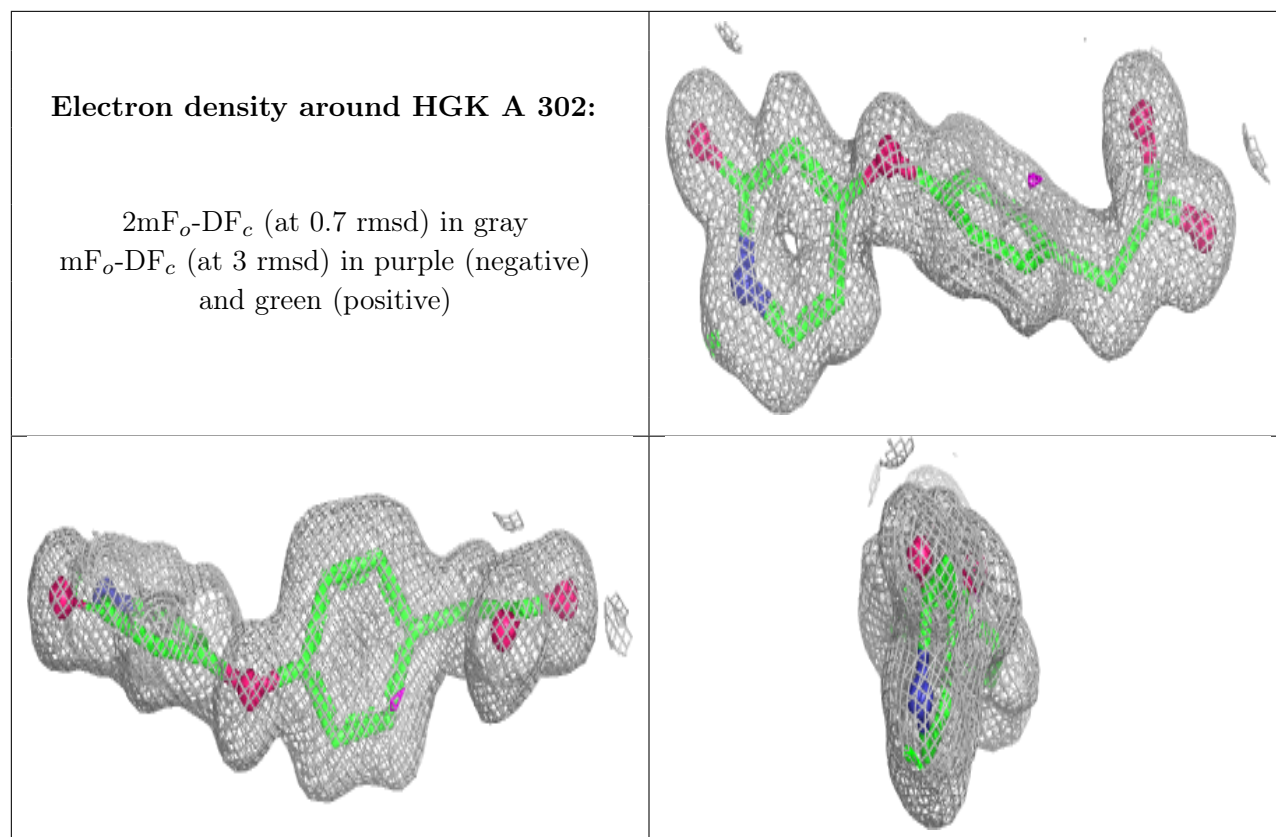 Electron density around HGK A 302:
2mFₒ-DF𝒸 (at 0.7 rmsd) in gray
mFₒ-DF𝒸 (at 3 rmsd) in purple (negative)
and green (positive)